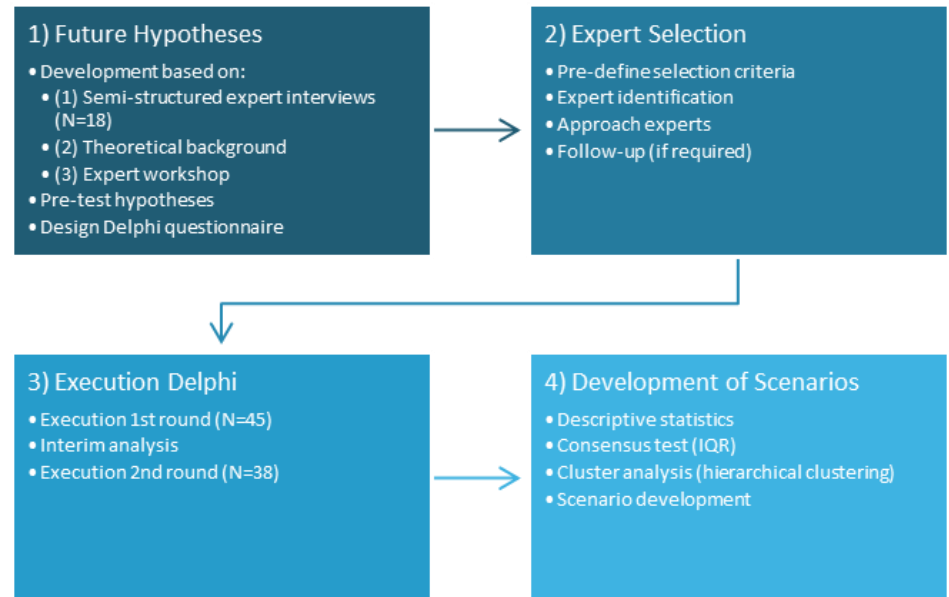 1) Future Hypotheses
• Development based on:
• (1) Semi-structured expert interviews
(N=18)
• (2) Theoretical background
• (3) Expert workshop
• Pre-test hypotheses
• Design Delphi questionnaire
2) Expert Selection
• Pre-define selection criteria
• Expert identification
• Approach experts
• Follow-up (if required)
3) Execution Delphi
• Execution 1st round (N=45)
• Interim analysis
• Execution 2nd round (N=38)
4) Development of Scenarios
• Descriptive statistics
• Consensus test (IQR)
• Cluster analysis (hierarchical clustering)
• Scenario development